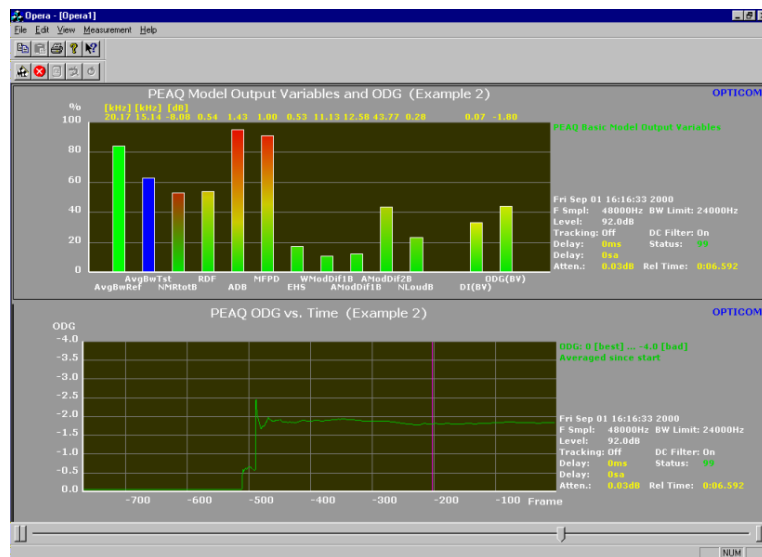 Opera - [Opera1]
File Edit View Measurement Help
PEAQ Model Output Variables and ODG (Example 2)
OPTICOM
% [kHz] [kHz] [dB]
20.17 15.14 -8.08 0.54 1.43 1.00 0.53 11.13 12.58 43.77 0.28 0.07 -1.80
100
80
60
40
20
0
AvgBwTst RDF MFPD WModDif1B AModDif2B ODG(BV)
AvgBwRef NMRtotB ADB EHS AModDif1B NLoudB DI(BV)
PEAQ Basic Model Output Variables
Fri Sep 01 16:16:33 2000
F Smpl: 48000Hz BW Limit: 24000Hz
Level: 92.0dB
Tracking: Off DC Filter: On
Delay: 0ms Status: 99
Delay: 0sa
Atten.: 0.03dB Rel Time: 0:06.592
PEAQ ODG vs. Time (Example 2)
OPTICOM
ODG
-4.0
-3.5
-3.0
-2.5
-2.0
-1.5
-1.0
-0.5
0.0
-700 -600 -500 -400 -300 -200 -100 Frame
ODG: 0 [best] ... -4.0 [bad]
Averaged since start
Fri Sep 01 16:16:33 2000
F Smpl: 48000Hz BW Limit: 24000Hz
Level: 92.0dB
Tracking: Off DC Filter: On
Delay: 0ms Status: 99
Delay: 0sa
Atten.: 0.03dB Rel Time: 0:06.592
NUM